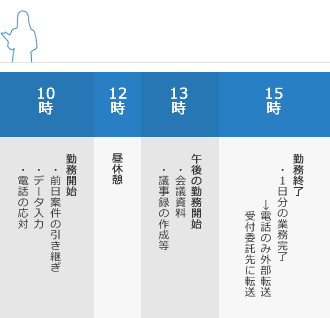 10時
12時
13時
15時
勤務開始
・前日案件の引き継ぎ
・データ入力
・電話の応対
昼休憩
午後の勤務開始
・会議資料
・議事録の作成等
勤務終了
・1日分の業務完了
→電話のみ外部転送
受付委託先に転送